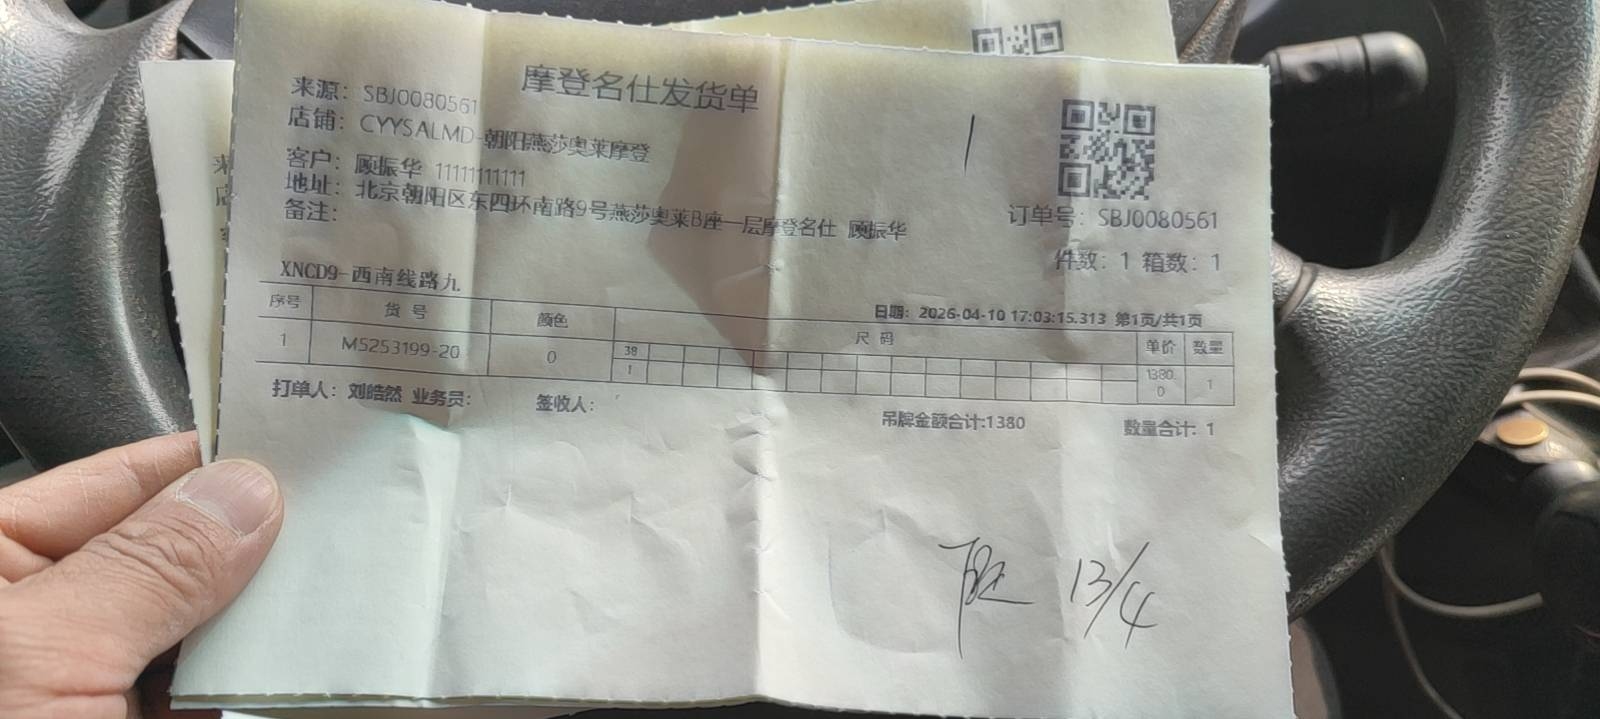 摩登名仕发货单
来源: SBJ0080561
店铺: CYYSALMD-朝阳燕莎奥莱摩登
客户: 顾振华 11111111111
地址: 北京朝阳区东四环南路9号燕莎奥莱B座一层摩登名仕 顾振华
备注:
1
订单号: SBJ0080561
件数: 1 箱数: 1
XNCD9-西南线路九
日期: 2026-04-10 17:03:15.313 第1页/共1页
序号 货号 颜色 尺码 单价 数量
1 MS253199-20 0 38 1 1380.0 1
打单人: 刘皓然 业务员: 签收人: 吊牌金额合计:1380 数量合计: 1
13/4
来
店